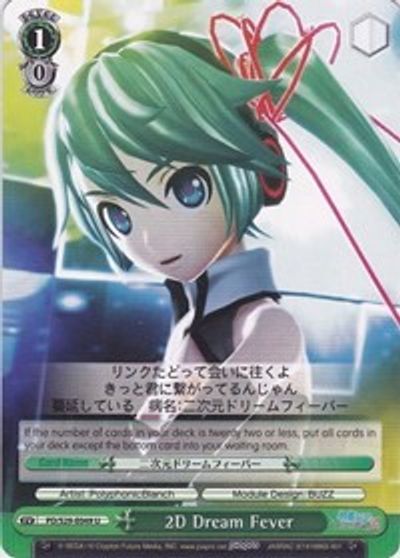 1
0
リンクたどって会いに往くよ
きっと君に繋がってるんじゃん
蔓延している 病名:二次元ドリームフィーバー
If the number of cards in your deck is twenty two or less, put all cards in
your deck except the bottom card into your waiting room.
Card Name 二次元ドリームフィーバー
Artist: PolyphonicBranch Module Design: BUZZ
2D Dream Fever